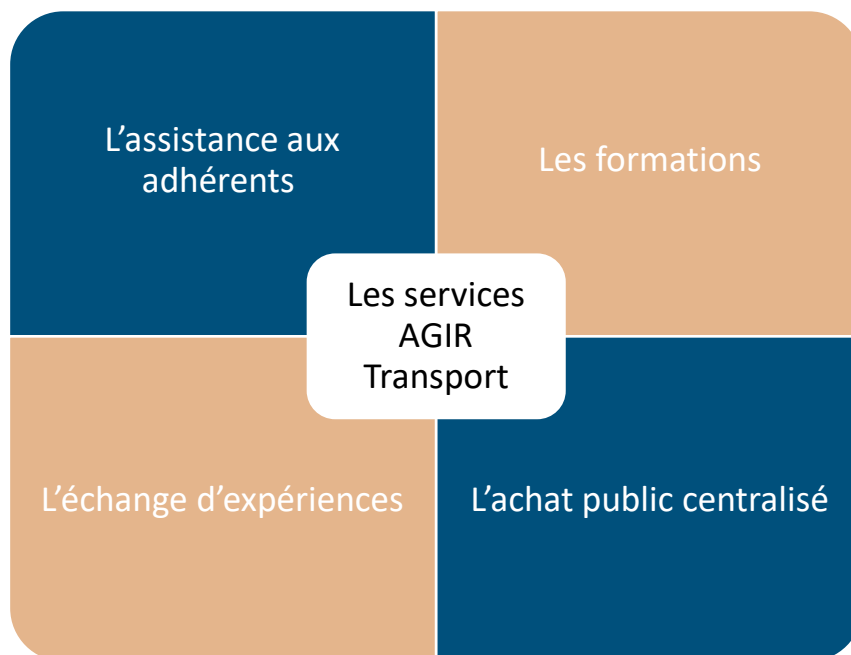 L’assistance aux
adhérents
Les formations
Les services
AGIR
Transport
L’échange d’expériences
L’achat public centralisé